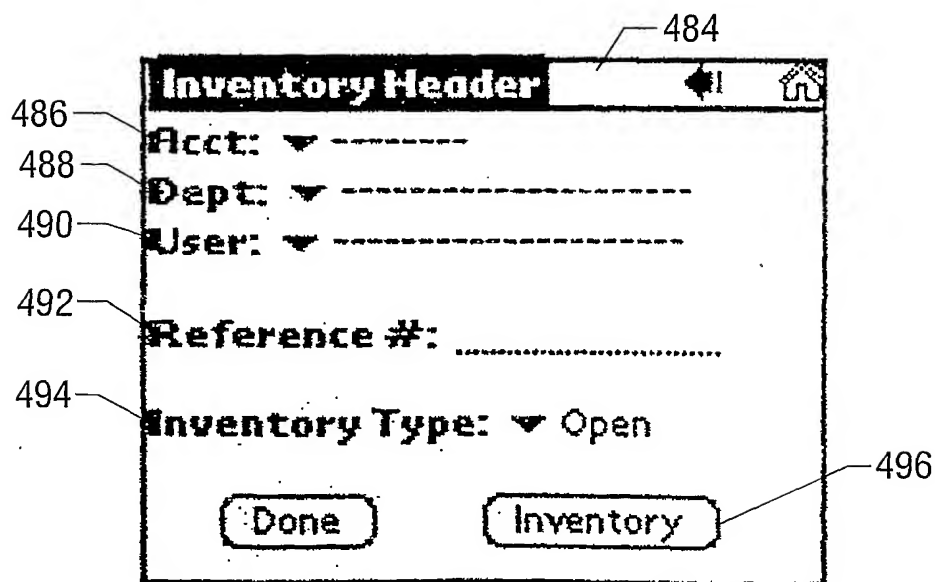 484
Inventory Header
486
Acct:
488
Dept:
490
User:
492
Reference #:
494
Inventory Type: Open
496
Done Inventory